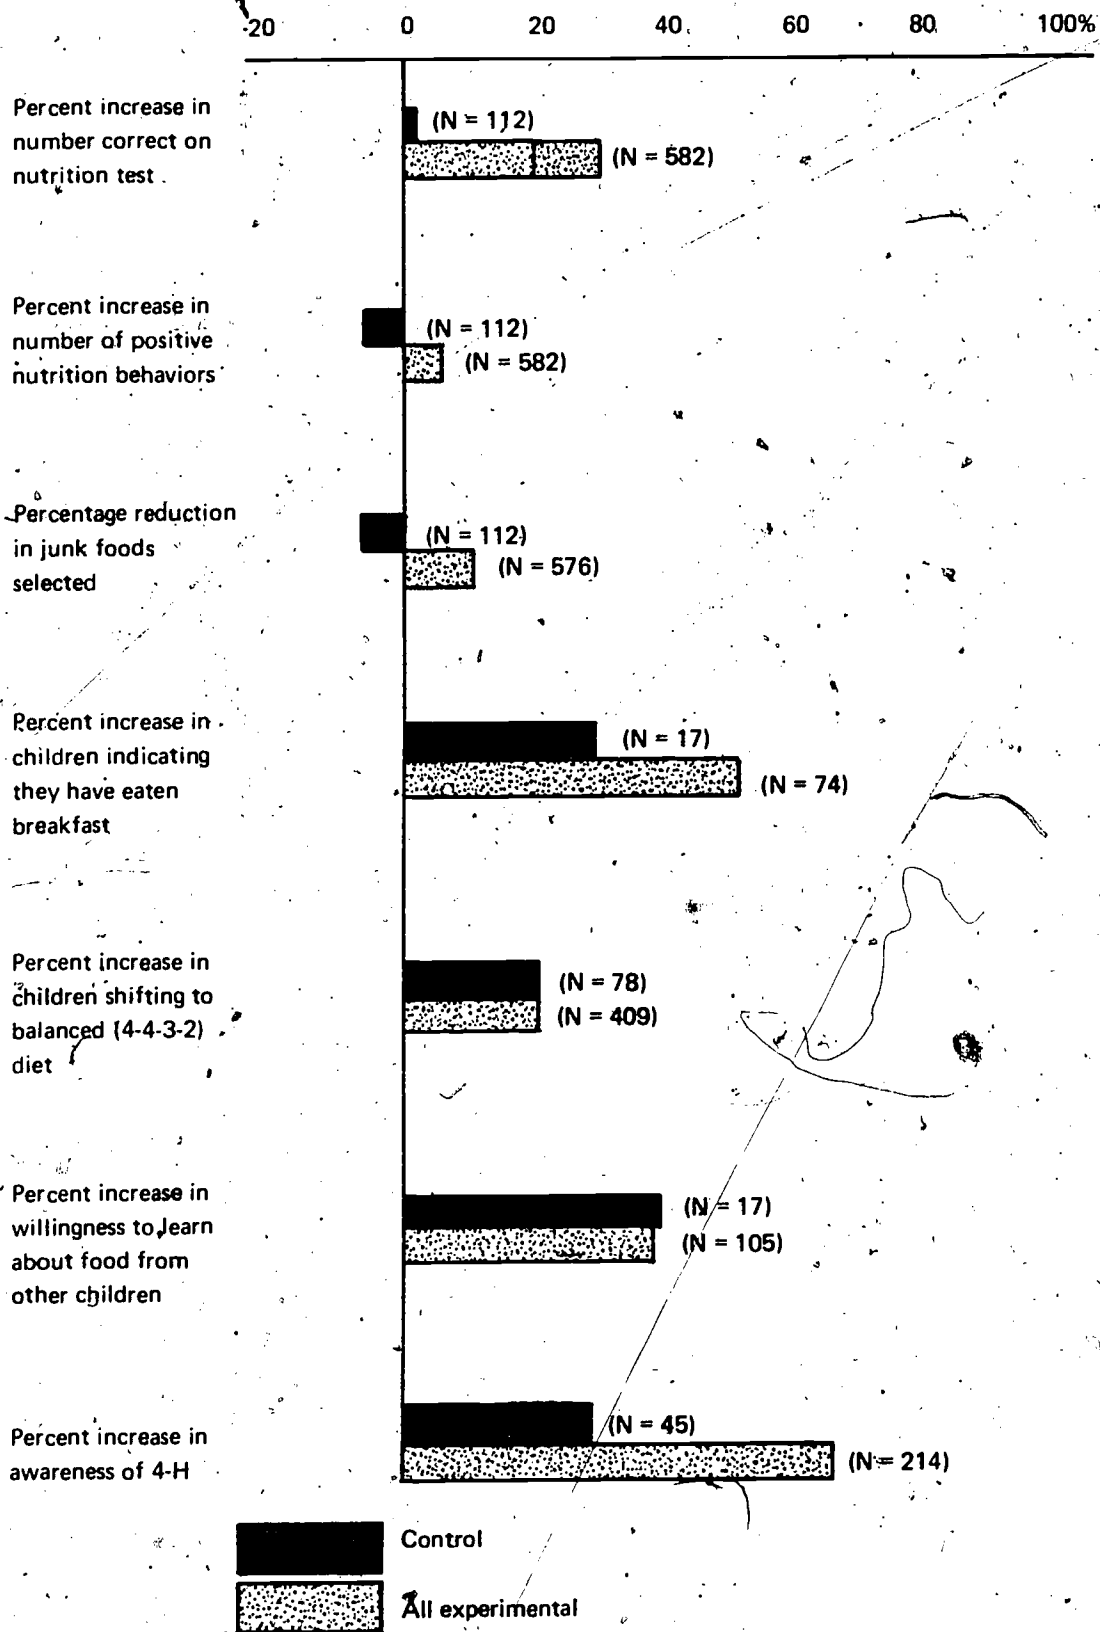 -20 0 20 40 60 80 100%
Percent increase in
number correct on
nutrition test
(N = 112)
(N = 582)
Percent increase in
number of positive
nutrition behaviors
(N = 112)
(N = 582)
Percentage reduction
in junk foods
selected
(N = 112)
(N = 576)
Percent increase in
children indicating
they have eaten
breakfast
(N = 17)
(N = 74)
Percent increase in
children shifting to
balanced (4-4-3-2)
diet
(N = 78)
(N = 409)
Percent increase in
willingness to learn
about food from
other children
(N = 17)
(N = 105)
Percent increase in
awareness of 4-H
(N = 45)
(N = 214)
Control
All experimental